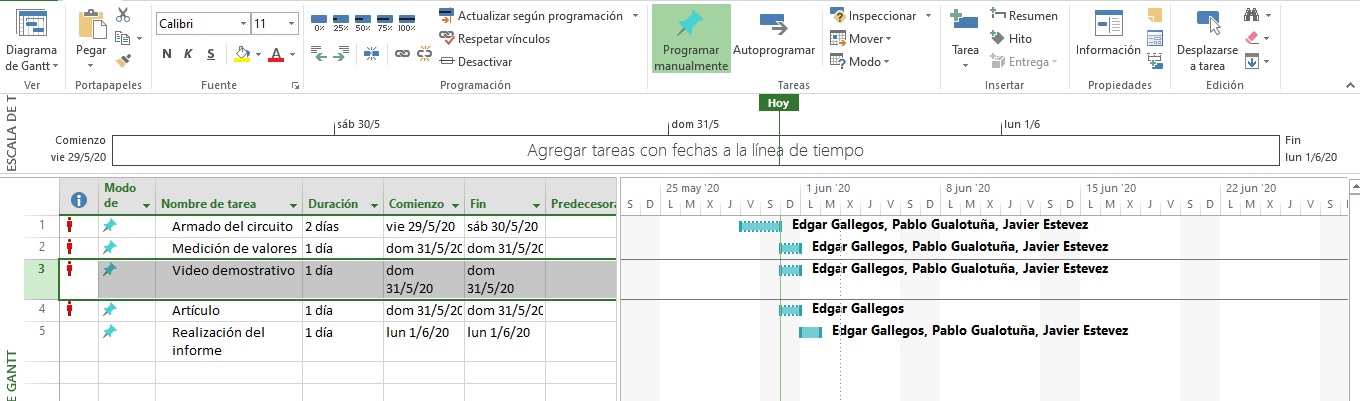 Diagrama
de Gantt
Ver
Pegar
Portapapeles
Calibri 11
N K S A
Fuente
0% 25% 50% 75% 100%
Actualizar según programación
Respetar vínculos
Desactivar
Programación
Programar
manualmente
Autoprogramar
Inspeccionar
Mover
Modo
Tareas
Tarea
Resumen
Hito
Entrega
Insertar
Información
Propiedades
Desplazarse
a tarea
Edición
ESCALA DE T
Hoy
sáb 30/5 dom 31/5 lun 1/6
Comienzo
vie 29/5/20
Agregar tareas con fechas a la línea de tiempo
Fin
lun 1/6/20
Modo
de Nombre de tarea Duración Comienzo Fin Predecesora
25 may '20 1 jun '20 8 jun '20 15 jun '20 22 jun '20
S D L M X J V S D L M X J V S D L M X J V S D L M X J V S D L M X J V S D
1 Armado del circuito 2 días vie 29/5/20 sáb 30/5/20 Edgar Gallegos, Pablo Gualotuña, Javier Estevez
2 Medición de valores 1 día dom 31/5/20 dom 31/5/20 Edgar Gallegos, Pablo Gualotuña, Javier Estevez
3 Video demostrativo 1 día dom dom Edgar Gallegos, Pablo Gualotuña, Javier Estevez
31/5/20 31/5/20
4 Artículo 1 día dom 31/5/20 dom 31/5/20 Edgar Gallegos
5 Realización del 1 día lun 1/6/20 lun 1/6/20 Edgar Gallegos, Pablo Gualotuña, Javier Estevez
informe
E GANTT